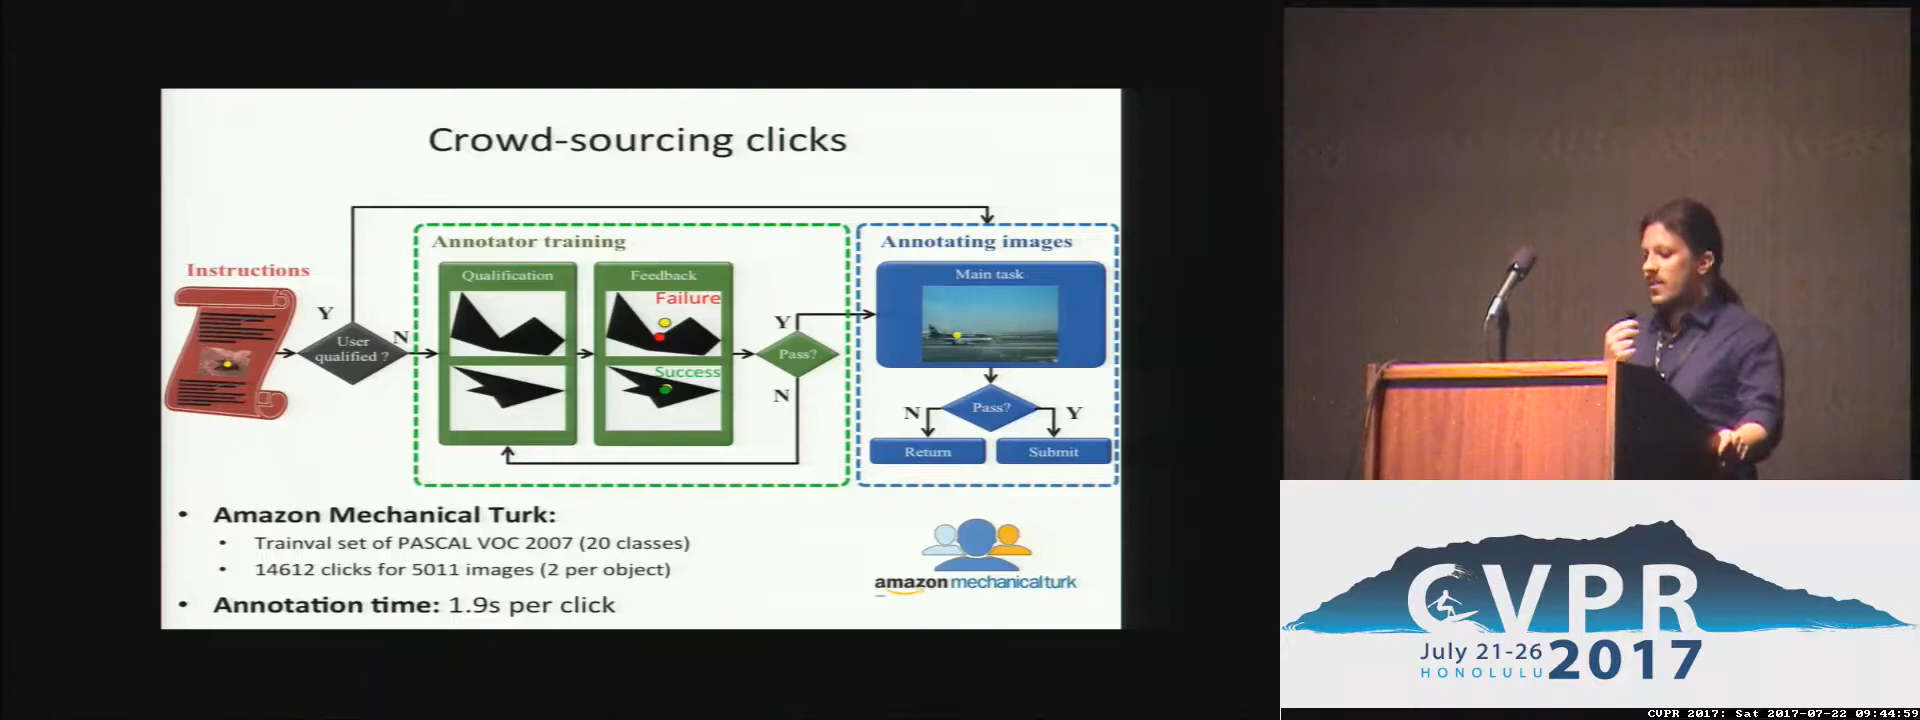 Crowd-sourcing clicks
Instructions
Y
User
qualified ?
N
Annotator training
Qualification
Feedback
Failure
Success
Y
Pass?
N
Annotating images
Main task
N
Pass?
Y
Return
Submit
• Amazon Mechanical Turk:
• Trainval set of PASCAL VOC 2007 (20 classes)
• 14612 clicks for 5011 images (2 per object)
• Annotation time: 1.9s per click
amazon mechanical turk
CVPR
July 21-26
HONOLULU
2017
CVPR 2017: Sat 2017-07-22 09:44:59